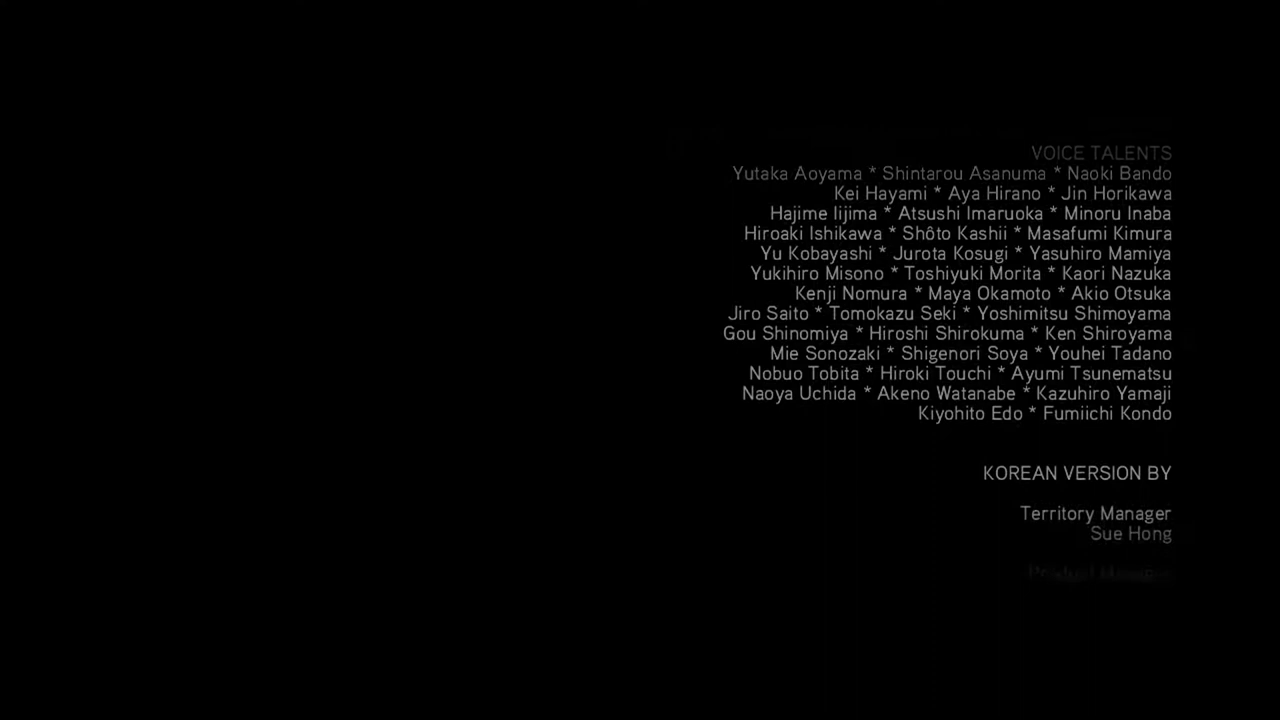 VOICE TALENTS
Yutaka Aoyama * Shintarou Asanuma * Naoki Bando
Kei Hayami * Aya Hirano * Jin Horikawa
Hajime Iijima * Atsushi Imaruoka * Minoru Inaba
Hiroaki Ishikawa * Shôto Kashii * Masafumi Kimura
Yu Kobayashi * Jurota Kosugi * Yasuhiro Mamiya
Yukihiro Misono * Toshiyuki Morita * Kaori Nazuka
Kenji Nomura * Maya Okamoto * Akio Otsuka
Jiro Saito * Tomokazu Seki * Yoshimitsu Shimoyama
Gou Shinomiya * Hiroshi Shirokuma * Ken Shiroyama
Mie Sonozaki * Shigenori Soya * Youhei Tadano
Nobuo Tobita * Hiroki Touchi * Ayumi Tsunematsu
Naoya Uchida * Akeno Watanabe * Kazuhiro Yamaji
Kiyohito Edo * Fumiichi Kondo
KOREAN VERSION BY
Territory Manager
Sue Hong